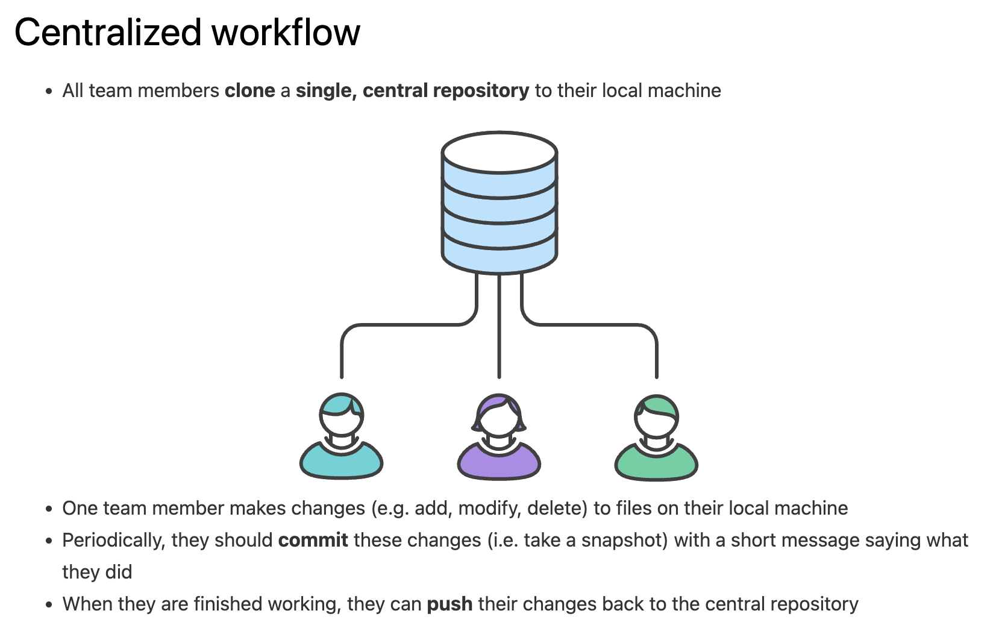 Centralized workflow
• All team members clone a single, central repository to their local machine
• One team member makes changes (e.g. add, modify, delete) to files on their local machine
• Periodically, they should commit these changes (i.e. take a snapshot) with a short message saying what
they did
• When they are finished working, they can push their changes back to the central repository